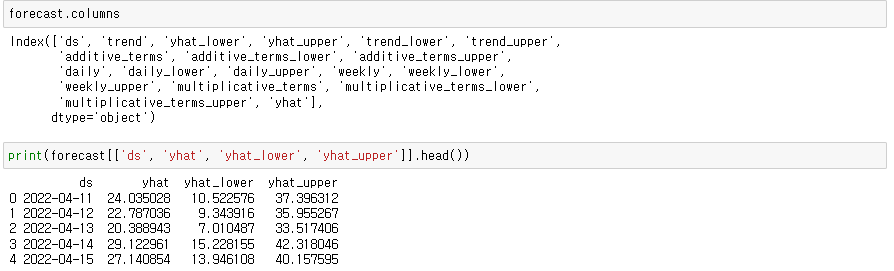 forecast.columns
Index(['ds', 'trend', 'yhat_lower', 'yhat_upper', 'trend_lower', 'trend_upper',
'additive_terms', 'additive_terms_lower', 'additive_terms_upper',
'daily', 'daily_lower', 'daily_upper', 'weekly', 'weekly_lower',
'weekly_upper', 'multiplicative_terms', 'multiplicative_terms_lower',
'multiplicative_terms_upper', 'yhat'],
dtype='object')
print(forecast[['ds', 'yhat', 'yhat_lower', 'yhat_upper']].head())
ds yhat yhat_lower yhat_upper
0 2022-04-11 24.035028 10.522576 37.396312
1 2022-04-12 22.787036 9.343916 35.955267
2 2022-04-13 20.388943 7.010487 33.517406
3 2022-04-14 29.122961 15.228155 42.318046
4 2022-04-15 27.140854 13.946108 40.157595